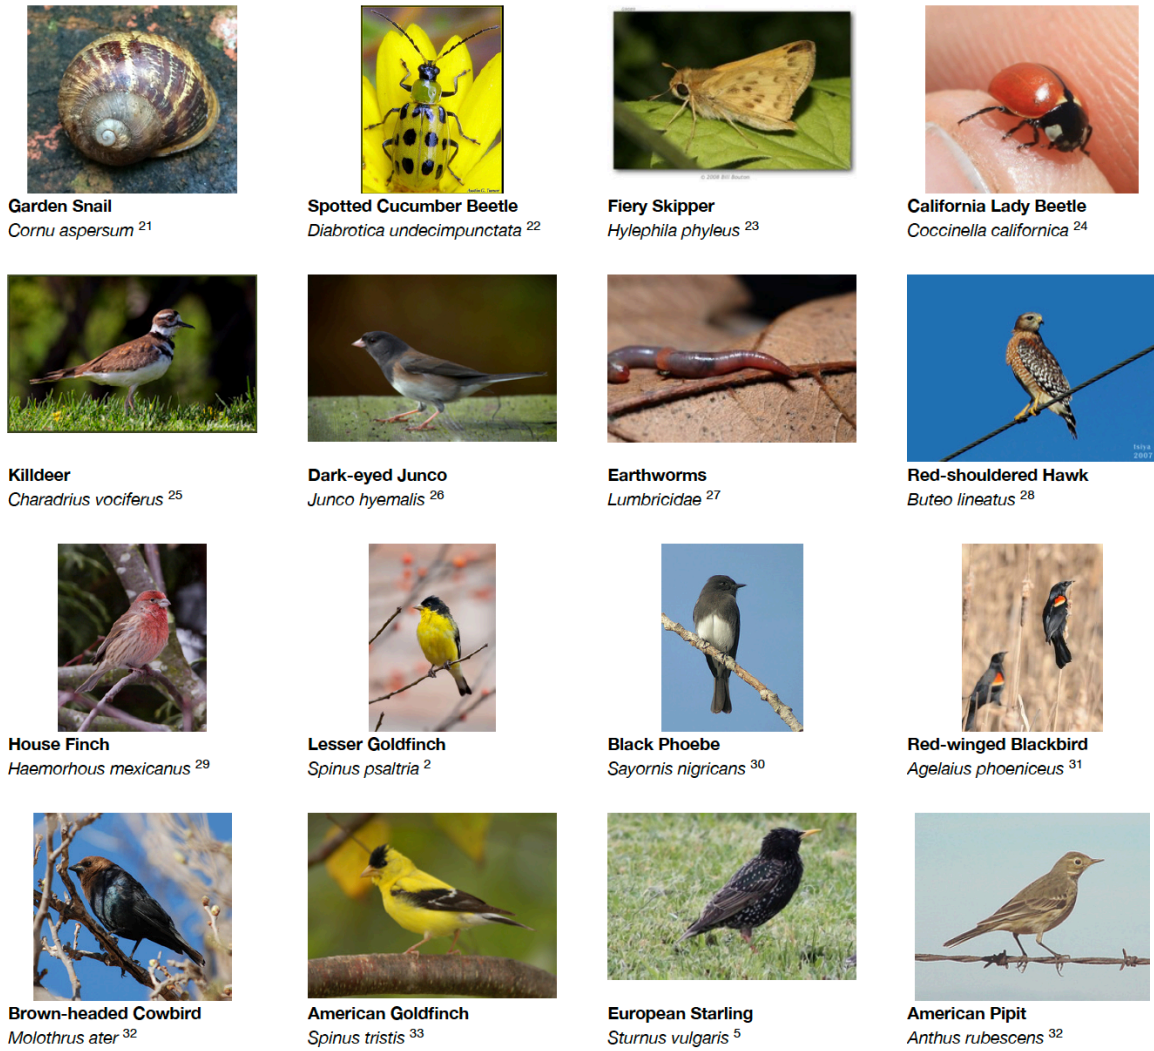 Garden Snail
Cornu aspersum 21
Spotted Cucumber Beetle
Diabrotica undecimpunctata 22
© 2008 Bill Bouton
Fiery Skipper
Hylephila phyleus 23
California Lady Beetle
Coccinella californica 24
Killdeer
Charadrius vociferus 25
Dark-eyed Junco
Junco hyemalis 26
Earthworms
Lumbricidae 27
tsiya
2007
Red-shouldered Hawk
Buteo lineatus 28
House Finch
Haemorhous mexicanus 29
Lesser Goldfinch
Spinus psaltria 2
Black Phoebe
Sayornis nigricans 30
Red-winged Blackbird
Agelaius phoeniceus 31
Brown-headed Cowbird
Molothrus ater 32
American Goldfinch
Spinus tristis 33
European Starling
Sturnus vulgaris 5
American Pipit
Anthus rubescens 32